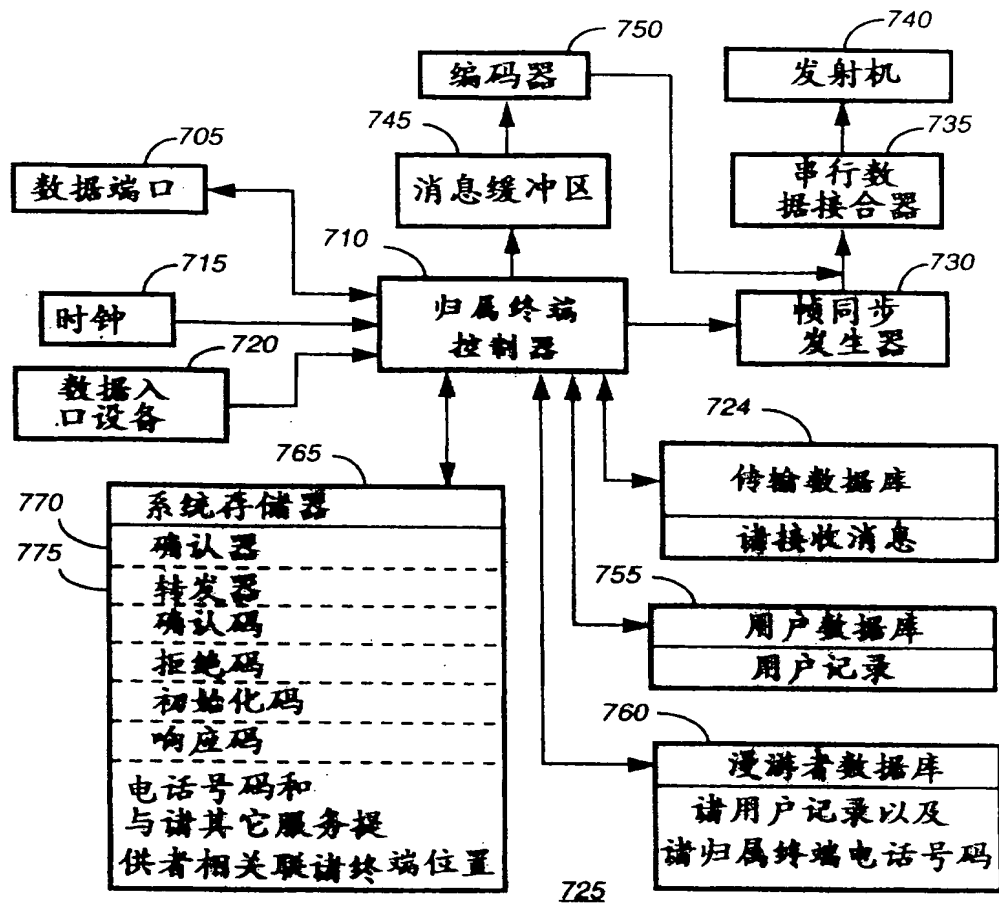 750
编码器
740
发射机
745
消息缓冲区
735
串行数
据接合器
705
数据端口
710
归属终端
控制器
730
帧同步
发生器
715
时钟
720
数据入
口设备
724
传输数据库
诸接收消息
765
系统存储器
770
确认器
775
转发器
确认码
拒绝码
初始化码
响应码
电话号码和
与诸其它服务提
供者相关联诸终端位置
755
用户数据库
用户记录
760
漫游者数据库
诸用户记录以及
诸归属终端电话号码
725